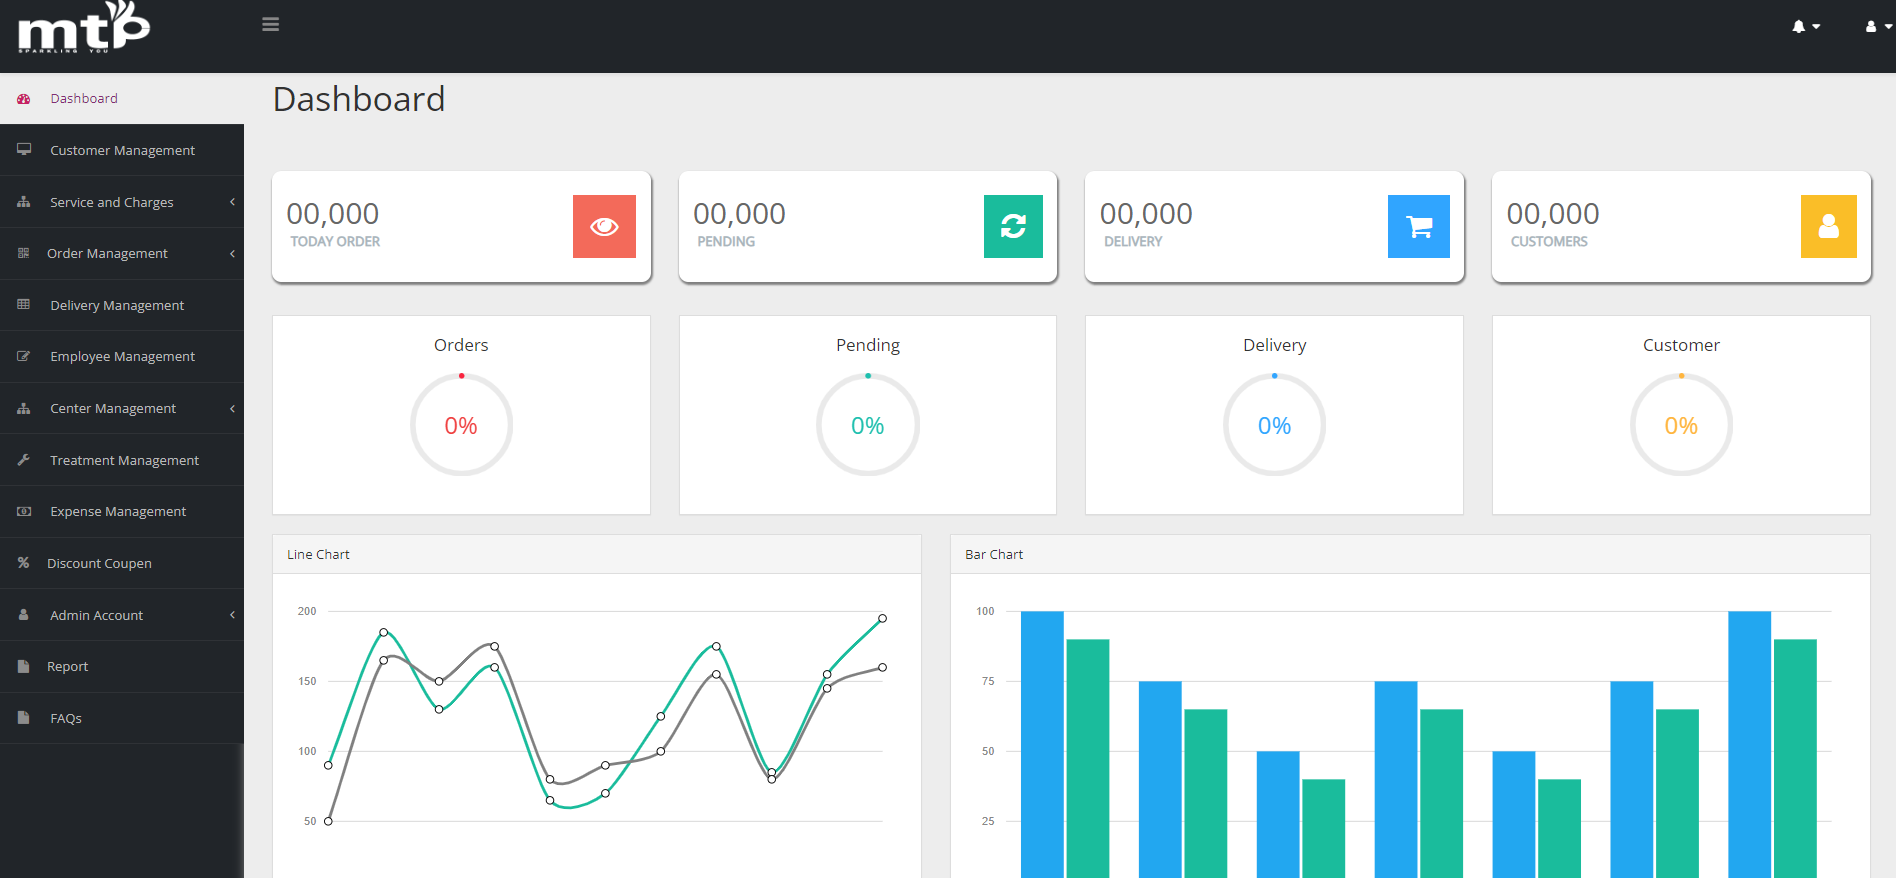 mtp
SPARKLING YOU
Dashboard
Customer Management
Service and Charges
Order Management
Delivery Management
Employee Management
Center Management
Treatment Management
Expense Management
Discount Coupen
Admin Account
Report
FAQs
Dashboard
00,000
TODAY ORDER
00,000
PENDING
00,000
DELIVERY
00,000
CUSTOMERS
Orders
0%
Pending
0%
Delivery
0%
Customer
0%
Line Chart
200
150
100
50
Bar Chart
100
75
50
25